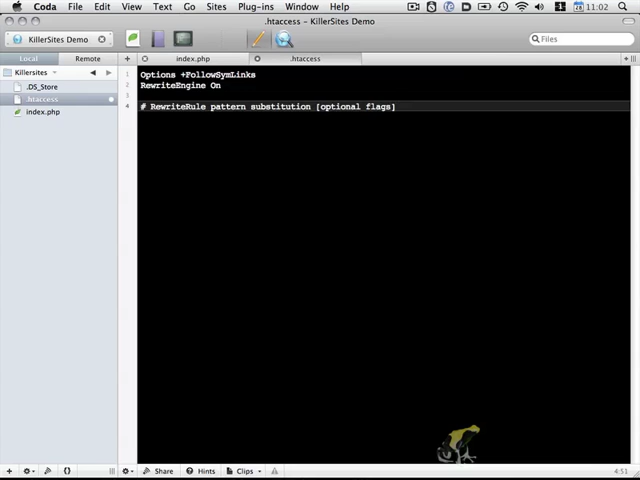 Coda File Edit View Text Go Sites Plug-ins Window Help 11:02
.htaccess – KillerSites Demo
KillerSites Demo Files
Local Remote index.php .htaccess
Killersites
.DS_Store
.htaccess
index.php
1 Options +FollowSymLinks
2 RewriteEngine On
3
4 # RewriteRule pattern substitution [optional flags]
Share Hints Clips 4:51